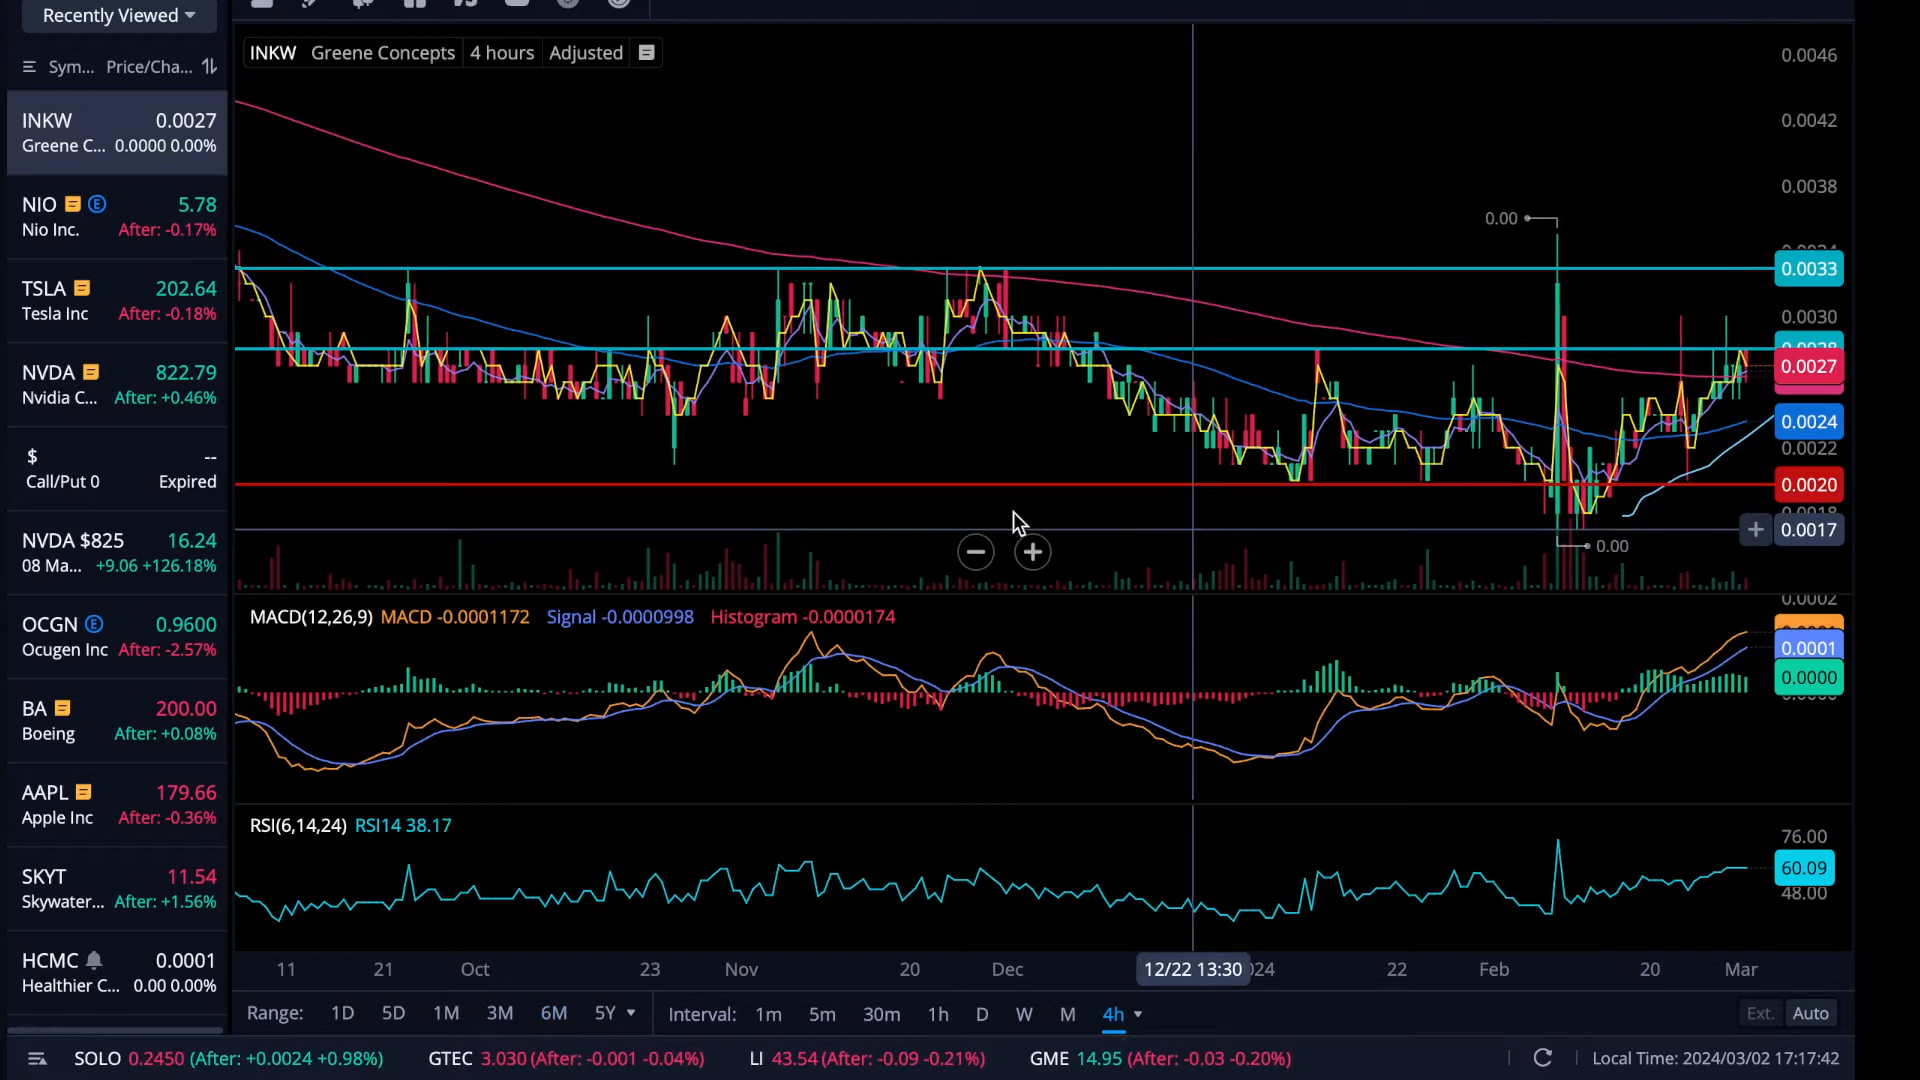 Recently Viewed
Sym... Price/Cha...
INKW 0.0027
Greene C... 0.0000 0.00%
NIO E 5.78
Nio Inc. After: -0.17%
TSLA 202.64
Tesla Inc After: -0.18%
NVDA 822.79
Nvidia C... After: +0.46%
$ --
Call/Put 0 Expired
NVDA $825 16.24
08 Ma... +9.06 +126.18%
OCGN E 0.9600
Ocugen Inc After: -2.57%
BA 200.00
Boeing After: +0.08%
AAPL 179.66
Apple Inc After: -0.36%
SKYT 11.54
Skywater... After: +1.56%
HCMC 0.0001
Healthier C... 0.00 0.00%
INKW Greene Concepts 4 hours Adjusted
0.0046
0.0042
0.0038
0.00
0.0033
0.0030
0.0027
0.0024
0.0022
0.0020
0.0017
0.00
MACD(12,26,9) MACD -0.0001172 Signal -0.0000998 Histogram -0.0000174
0.0002
0.0001
0.0000
RSI(6,14,24) RSI14 38.17
76.00
60.09
48.00
11 21 Oct 23 Nov 20 Dec 12/22 13:30 024 22 Feb 20 Mar
Range: 1D 5D 1M 3M 6M 5Y Interval: 1m 5m 30m 1h D W M 4h Ext. Auto
SOLO 0.2450 (After: +0.0024 +0.98%) GTEC 3.030 (After: -0.001 -0.04%) LI 43.54 (After: -0.09 -0.21%) GME 14.95 (After: -0.03 -0.20%) Local Time: 2024/03/02 17:17:42